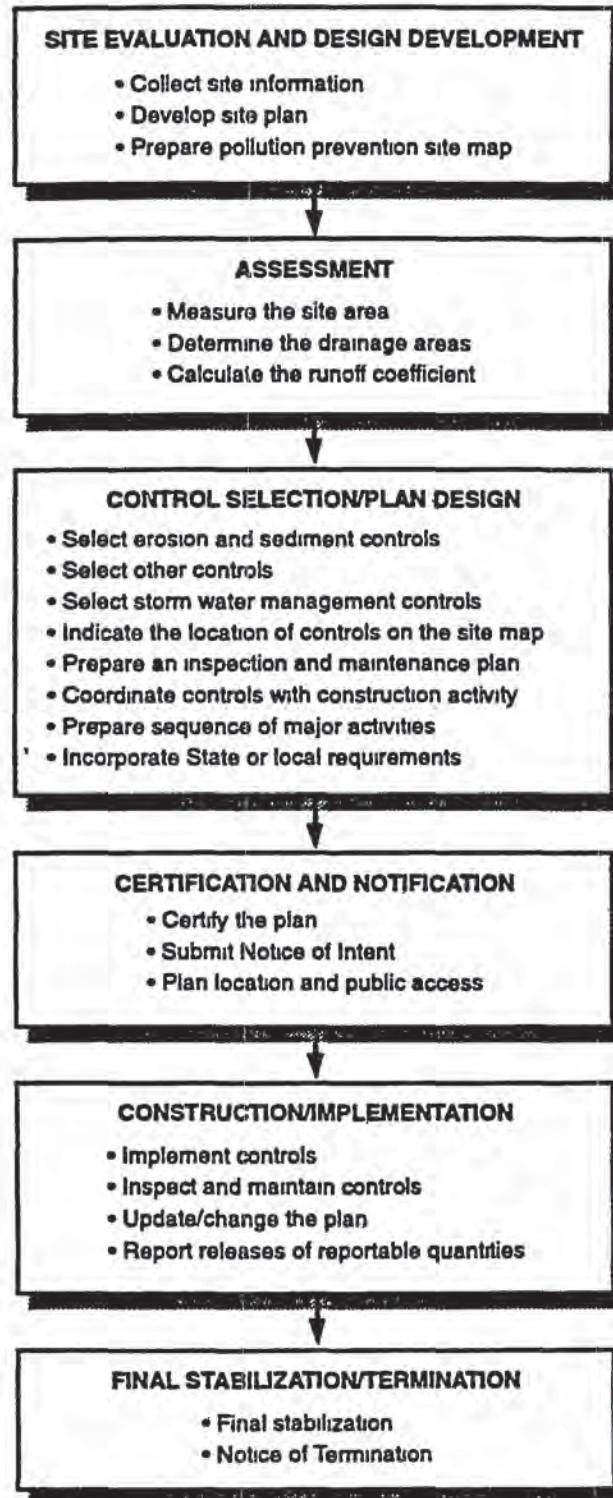 SITE EVALUATION AND DESIGN DEVELOPMENT
• Collect site information
• Develop site plan
• Prepare pollution prevention site map
ASSESSMENT
• Measure the site area
• Determine the drainage areas
• Calculate the runoff coefficient
CONTROL SELECTION/PLAN DESIGN
• Select erosion and sediment controls
• Select other controls
• Select storm water management controls
• Indicate the location of controls on the site map
• Prepare an inspection and maintenance plan
• Coordinate controls with construction activity
• Prepare sequence of major activities
• Incorporate State or local requirements
CERTIFICATION AND NOTIFICATION
• Certify the plan
• Submit Notice of Intent
• Plan location and public access
CONSTRUCTION/IMPLEMENTATION
• Implement controls
• Inspect and maintain controls
• Update/change the plan
• Report releases of reportable quantities
FINAL STABILIZATION/TERMINATION
• Final stabilization
• Notice of Termination